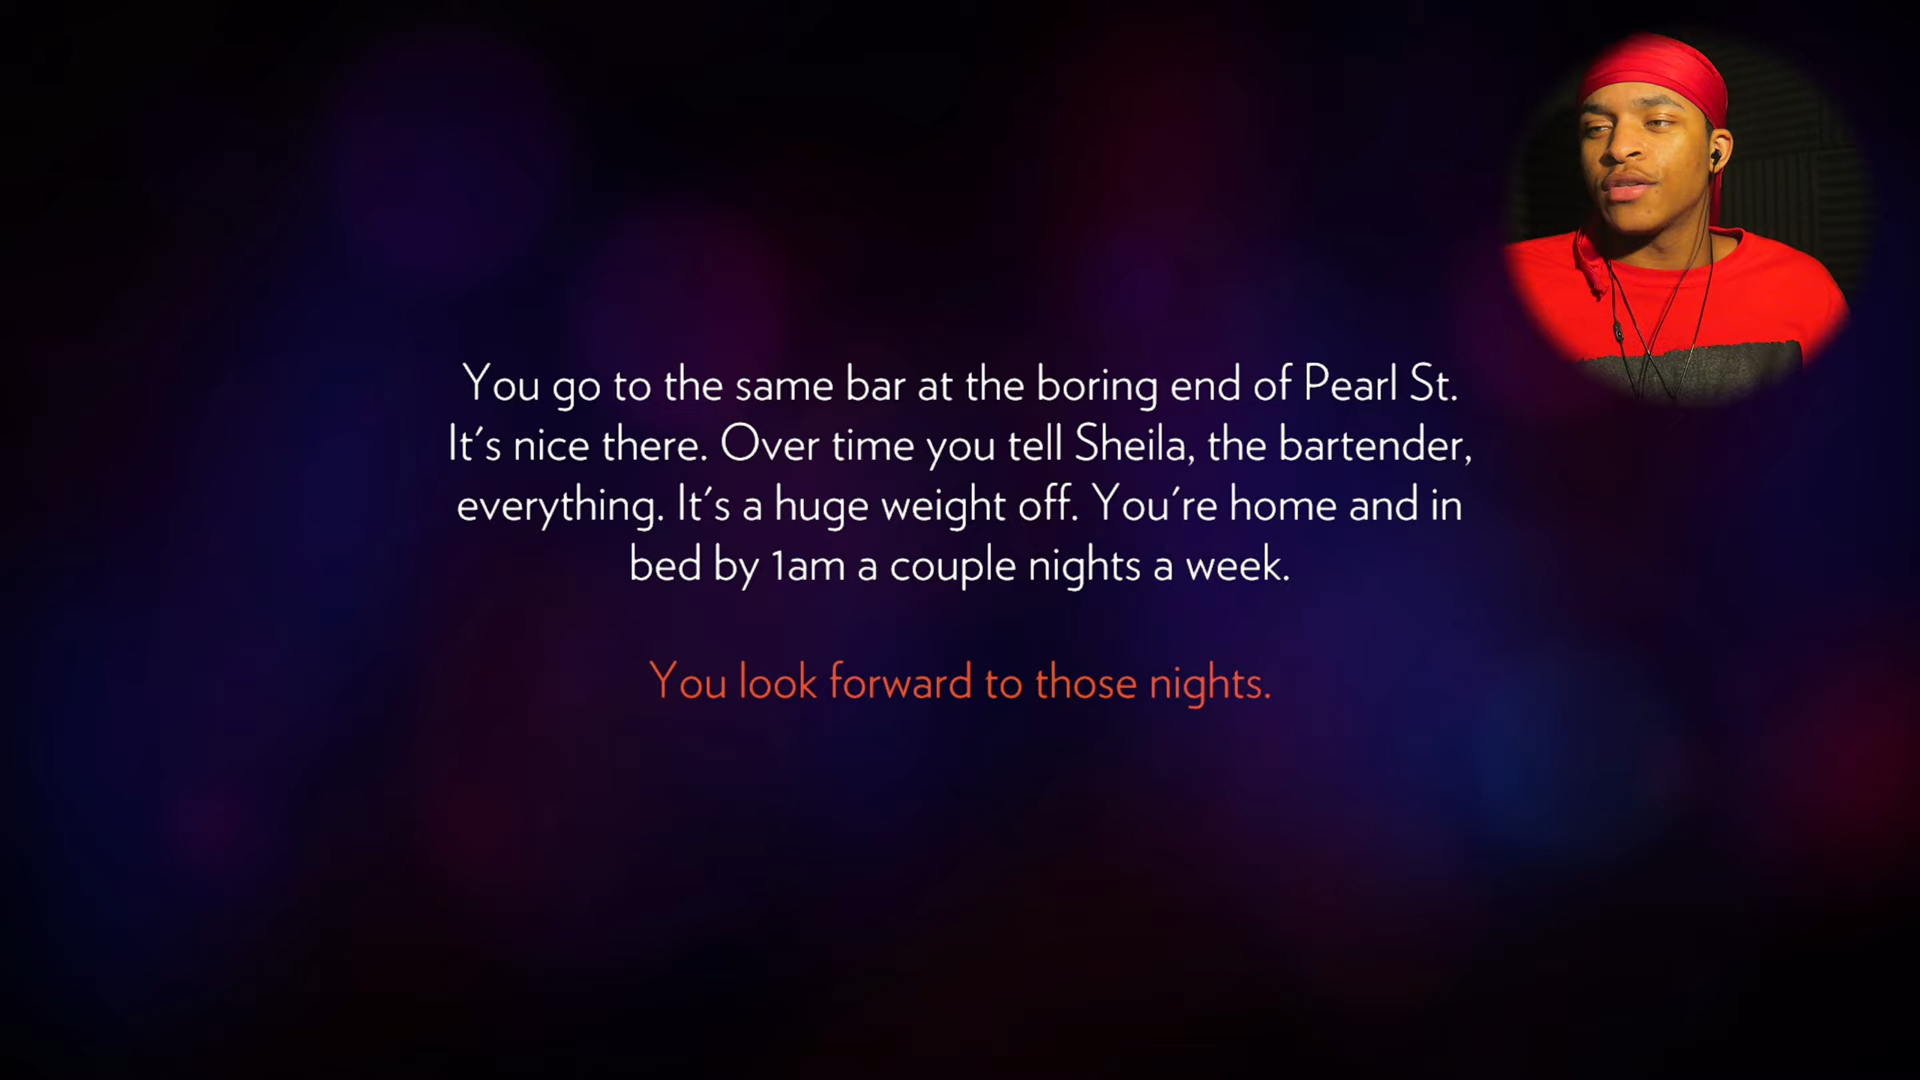 You go to the same bar at the boring end of Pearl St.
It's nice there. Over time you tell Sheila, the bartender,
everything. It's a huge weight off. You're home and in
bed by 1am a couple nights a week.
You look forward to those nights.